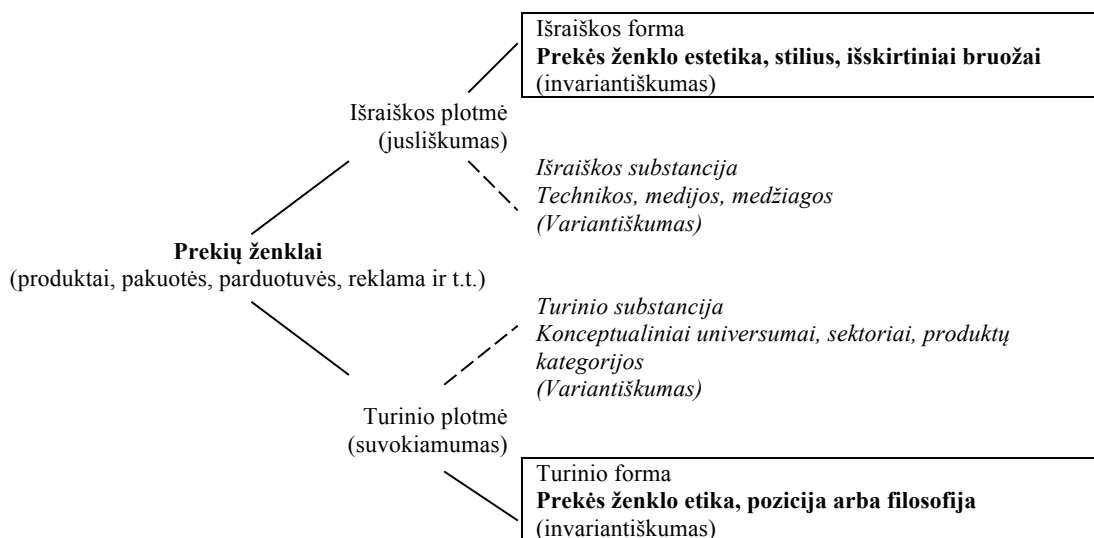 Išraiškos forma
Prekės ženklo estetika, stilius, išskirtiniai bruožai
(invariantiškumas)
Išraiškos plotmė
(jusliškumas)
Išraiškos substancija
Technikos, medijos, medžiagos
(Variantiškumas)
Prekių ženklai
(produktai, pakuotės, parduotuvės, reklama ir t.t.)
Turinio substancija
Konceptualiniai universumai, sektoriai, produktų
kategorijos
(Variantiškumas)
Turinio plotmė
(suvokiamumas)
Turinio forma
Prekės ženklo etika, pozicija arba filosofija
(invariantiškumas)